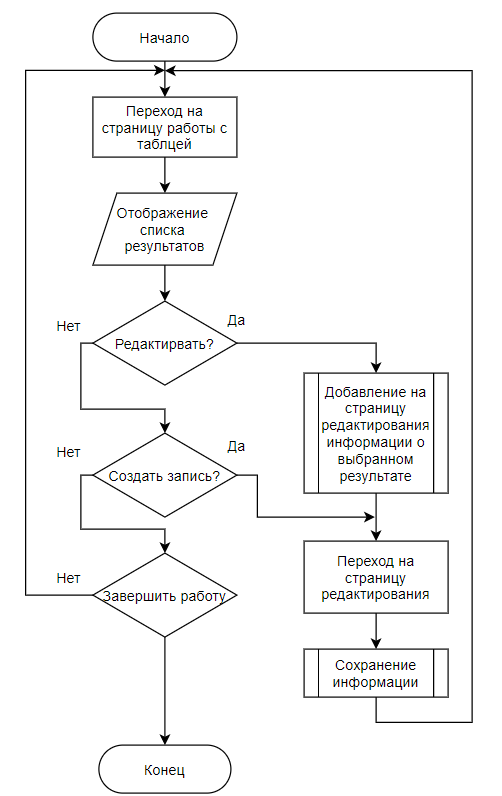 Начало
Переход на
страницу работы с
таблцей
Отображение
списка
результатов
Нет
Да
Редактирвать?
Добавление на
страницу
редактирования
информации о
выбранном
результате
Нет
Да
Создать запись?
Переход на
страницу
редактирования
Нет
Завершить работу
Сохранение
информации
Конец